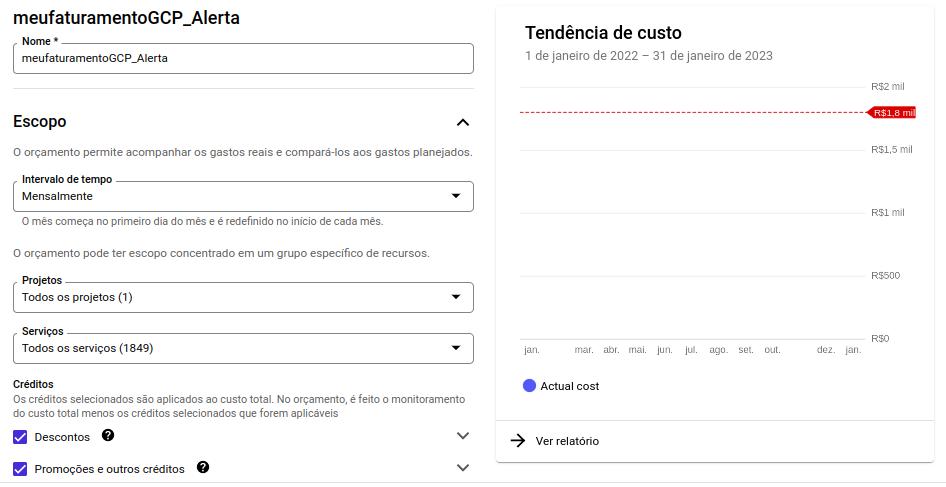 meufaturamentoGCP_Alerta
Nome *
meufaturamentoGCP_Alerta
Escopo
O orçamento permite acompanhar os gastos reais e compará-los aos gastos planejados.
Intervalo de tempo
Mensalmente
O mês começa no primeiro dia do mês e é redefinido no início de cada mês.
O orçamento pode ter escopo concentrado em um grupo específico de recursos.
Projetos
Todos os projetos (1)
Serviços
Todos os serviços (1849)
Créditos
Os créditos selecionados são aplicados ao custo total. No orçamento, é feito o monitoramento
do custo total menos os créditos selecionados que forem aplicáveis
Descontos
Promoções e outros créditos
Tendência de custo
1 de janeiro de 2022 – 31 de janeiro de 2023
R$2 mil
R$1,8 mil
R$1,5 mil
R$1 mil
R$500
R$0
jan. mar. abr. mai. jun. jul. ago. set. out. dez. jan.
Actual cost
Ver relatório